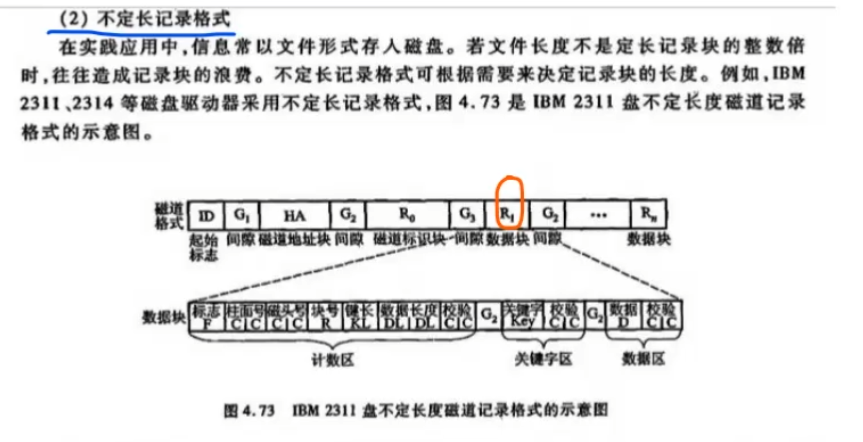 (2) 不定长记录格式
在实践应用中,信息常以文件形式存入磁盘。若文件长度不是定长记录块的整数倍
时,往往造成记录块的浪费。不定长记录格式可根据需要来决定记录块的长度。例如,IBM
2311、2314 等磁盘驱动器采用不定长记录格式,图 4.73 是 IBM 2311 盘不定长度磁道记录
格式的示意图。
磁道格式 ID G₁ HA G₂ R₀ G₃ R₁ G₂ … Rₙ
起始标志 间隙 磁道地址块 间隙 磁道标识块 间隙 数据块 间隙 数据块
数据块 标志 柱面号 磁头号 块号 键长 数据长度 校验 G₂ 关键字 校验 G₂ 数据 校验
F C C C C R KL DL DL C C Key C C D C C
计数区 关键字区 数据区
图 4.73 IBM 2311 盘不定长度磁道记录格式的示意图